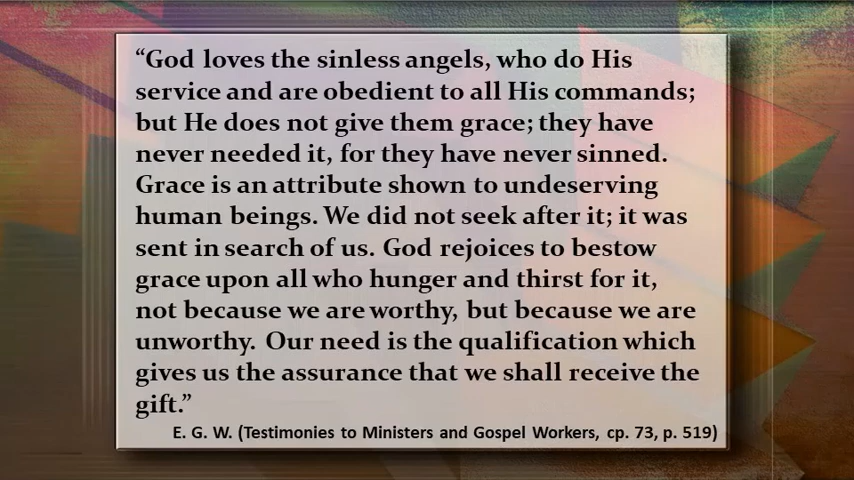 “God loves the sinless angels, who do His
service and are obedient to all His commands;
but He does not give them grace; they have
never needed it, for they have never sinned.
Grace is an attribute shown to undeserving
human beings. We did not seek after it; it was
sent in search of us. God rejoices to bestow
grace upon all who hunger and thirst for it,
not because we are worthy, but because we are
unworthy. Our need is the qualification which
gives us the assurance that we shall receive the
gift.”
E. G. W. (Testimonies to Ministers and Gospel Workers, cp. 73, p. 519)